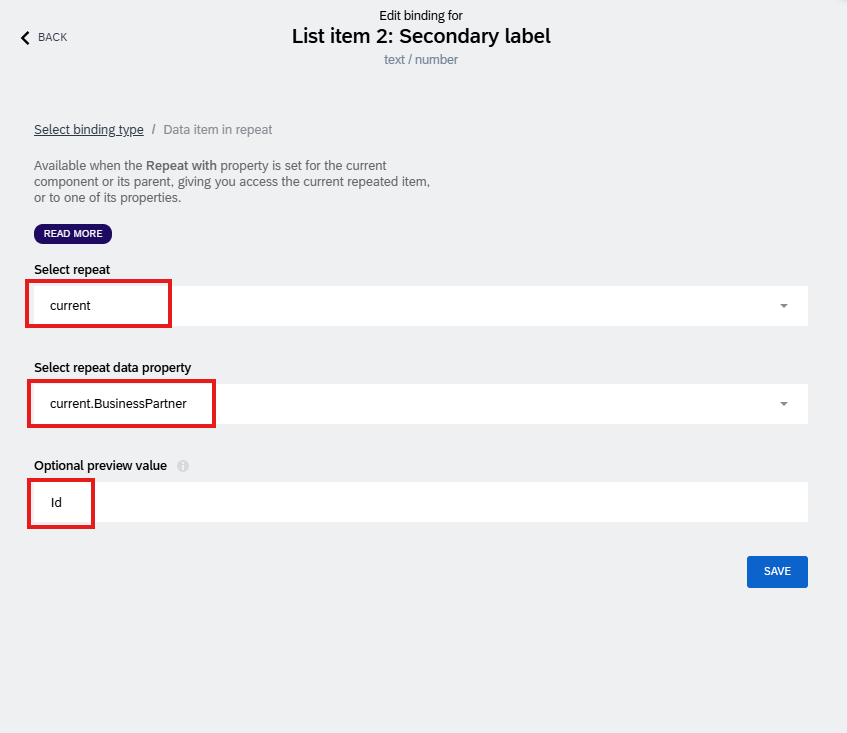 Edit binding for
BACK
List item 2: Secondary label
text / number
Select binding type / Data item in repeat
Available when the Repeat with property is set for the current
component or its parent, giving you access the current repeated item,
or to one of its properties.
READ MORE
Select repeat
current
Select repeat data property
current.BusinessPartner
Optional preview value
Id
SAVE